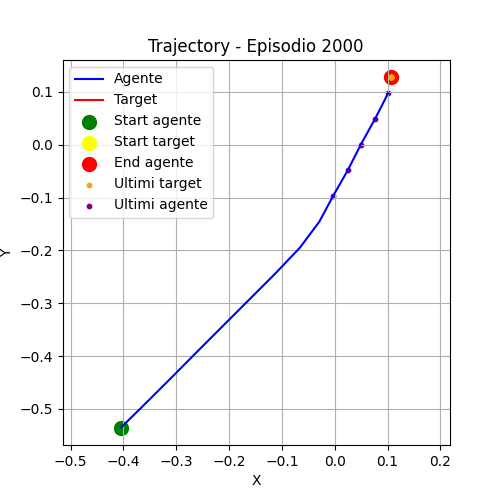 Trajectory - Episodio 2000
Agente
Target
Start agente
Start target
End agente
Ultimi target
Ultimi agente
Y
0.1
0.0
−0.1
−0.2
−0.3
−0.4
−0.5
−0.5 −0.4 −0.3 −0.2 −0.1 0.0 0.1 0.2
X